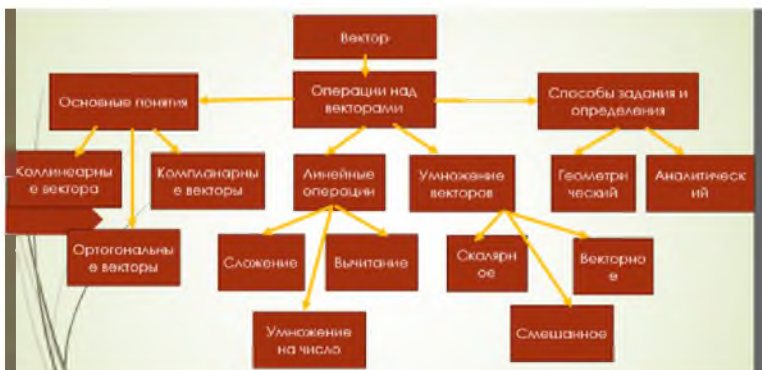 Вектор
Основные понятия
Операции над
векторами
Способы задания и
определения
Коллинеарны
е вектора
Компланарны
е векторы
Линейные
операции
Умножение
векторов
Геометри
ческий
Аналитическ
ий
Ортогональны
е векторы
Сложение
Вычитание
Скалярн
ое
Векторно
е
Умножение
на число
Смешанное